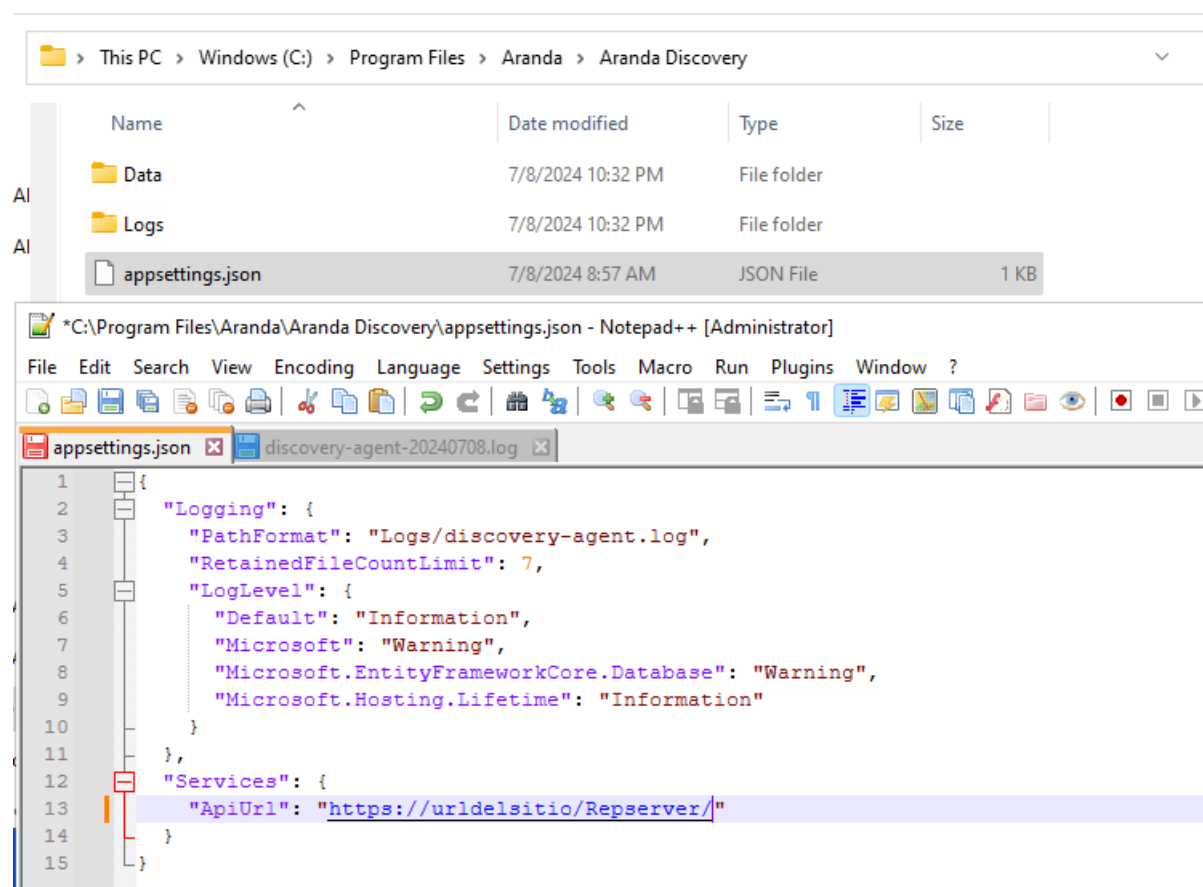 This PC > Windows (C:) > Program Files > Aranda > Aranda Discovery
Name Date modified Type Size
Data 7/8/2024 10:32 PM File folder
Al
Logs 7/8/2024 10:32 PM File folder
Al
appsettings.json 7/8/2024 8:57 AM JSON File 1 KB
*C:\Program Files\Aranda\Aranda Discovery\appsettings.json - Notepad++ [Administrator]
File Edit Search View Encoding Language Settings Tools Macro Run Plugins Window ?
appsettings.json discovery-agent-20240708.log
1 {
2 "Logging": {
3 "PathFormat": "Logs/discovery-agent.log",
4 "RetainedFileCountLimit": 7,
5 "LogLevel": {
6 "Default": "Information",
7 "Microsoft": "Warning",
8 "Microsoft.EntityFrameworkCore.Database": "Warning",
9 "Microsoft.Hosting.Lifetime": "Information"
10 }
11 },
12 "Services": {
13 "ApiUrl": "https://urldelsitio/Repserver/"
14 }
15 }